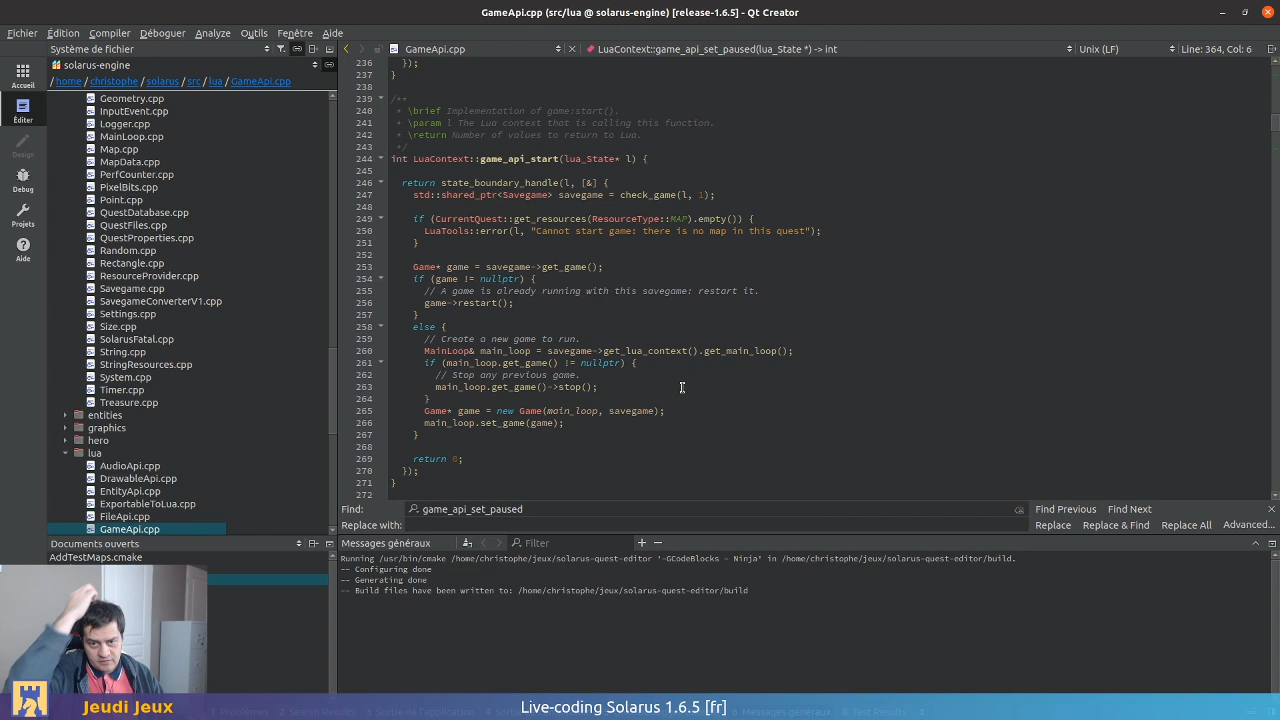 GameApi.cpp (src/lua @ solarus-engine) [release-1.6.5] - Qt Creator
Fichier Édition Compiler Déboguer Analyze Outils Fenêtre Aide
Système de fichier
GameApi.cpp
LuaContext::game_api_set_paused(lua_State *) -> int
Unix (LF)
Line: 364, Col: 6
solarus-engine
/home/christophe/solarus/src/lua/GameApi.cpp
Accueil
Éditer
Design
Debug
Projets
Aide
Geometry.cpp
InputEvent.cpp
Logger.cpp
MainLoop.cpp
Map.cpp
MapData.cpp
PerfCounter.cpp
PixelBits.cpp
Point.cpp
QuestDatabase.cpp
QuestFiles.cpp
QuestProperties.cpp
Random.cpp
Rectangle.cpp
ResourceProvider.cpp
Savegame.cpp
SavegameConverterV1.cpp
Settings.cpp
Size.cpp
SolarusFatal.cpp
String.cpp
StringResources.cpp
System.cpp
Timer.cpp
Treasure.cpp
entities
graphics
hero
lua
AudioApi.cpp
DrawableApi.cpp
EntityApi.cpp
ExportableToLua.cpp
FileApi.cpp
GameApi.cpp
Documents ouverts
AddTestMaps.cmake
236 });
237 }
238
239 /**
240 * \brief Implementation of game:start().
241 * \param l The Lua context that is calling this function.
242 * \return Number of values to return to Lua.
243 */
244 int LuaContext::game_api_start(lua_State* l) {
245
246 return state_boundary_handle(l, [&] {
247 std::shared_ptr<Savegame> savegame = check_game(l, 1);
248
249 if (CurrentQuest::get_resources(ResourceType::MAP).empty()) {
250 LuaTools::error(l, "Cannot start game: there is no map in this quest");
251 }
252
253 Game* game = savegame->get_game();
254 if (game != nullptr) {
255 // A game is already running with this savegame: restart it.
256 game->restart();
257 }
258 else {
259 // Create a new game to run.
260 MainLoop& main_loop = savegame->get_lua_context().get_main_loop();
261 if (main_loop.get_game() != nullptr) {
262 // Stop any previous game.
263 main_loop.get_game()->stop();
264 }
265 Game* game = new Game(main_loop, savegame);
266 main_loop.set_game(game);
267 }
268
269 return 0;
270 });
271 }
272
Find: game_api_set_paused
Find Previous Find Next
Replace with:
Replace Replace & Find Replace All Advanced...
Messages généraux
Filter
Running /usr/bin/cmake /home/christophe/jeux/solarus-quest-editor '-GCodeBlocks - Ninja' in /home/christophe/jeux/solarus-quest-editor/build.
-- Configuring done
-- Generating done
-- Build files have been written to: /home/christophe/jeux/solarus-quest-editor/build
Jeudi Jeux
Live-coding Solarus 1.6.5 [fr]